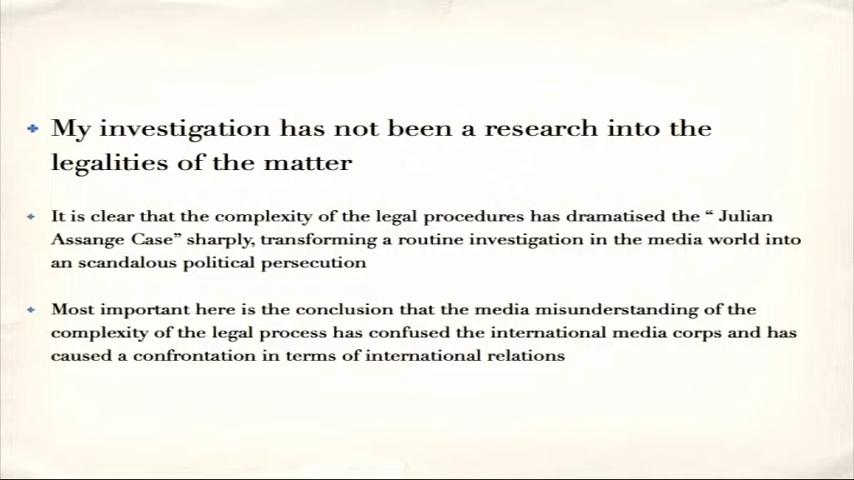 My investigation has not been a research into the
legalities of the matter
It is clear that the complexity of the legal procedures has dramatised the “ Julian
Assange Case” sharply, transforming a routine investigation in the media world into
an scandalous political persecution
Most important here is the conclusion that the media misunderstanding of the
complexity of the legal process has confused the international media corps and has
caused a confrontation in terms of international relations